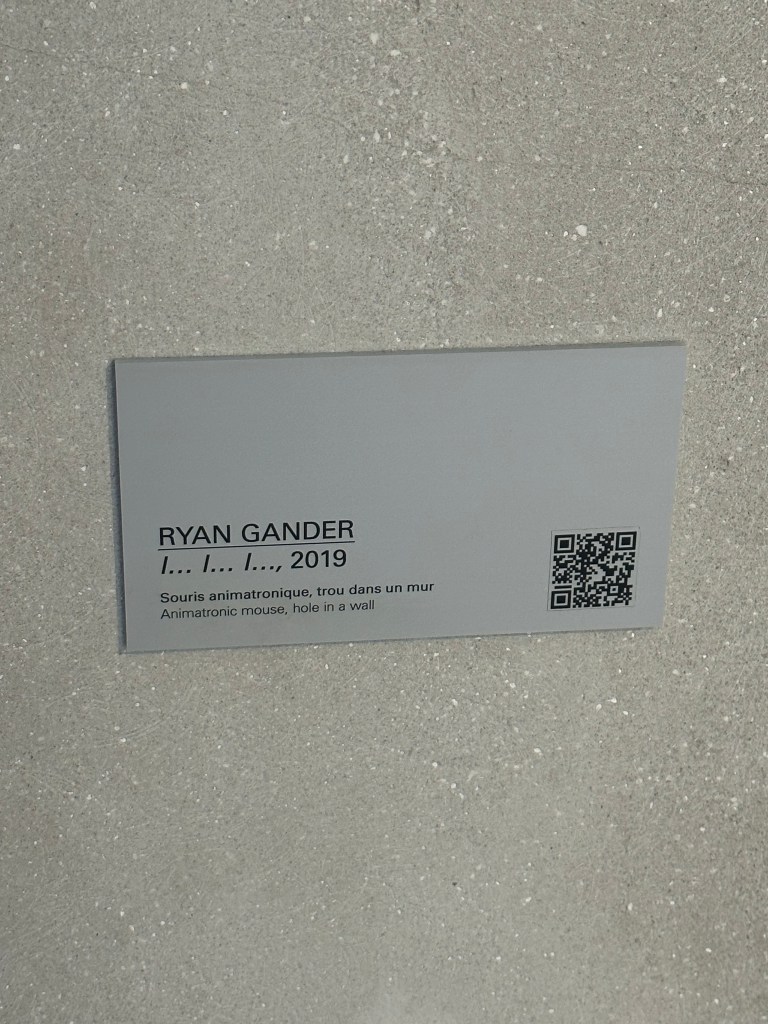 RYAN GANDER
I... I... I..., 2019
Souris animatronique, trou dans un mur
Animatronic mouse, hole in a wall